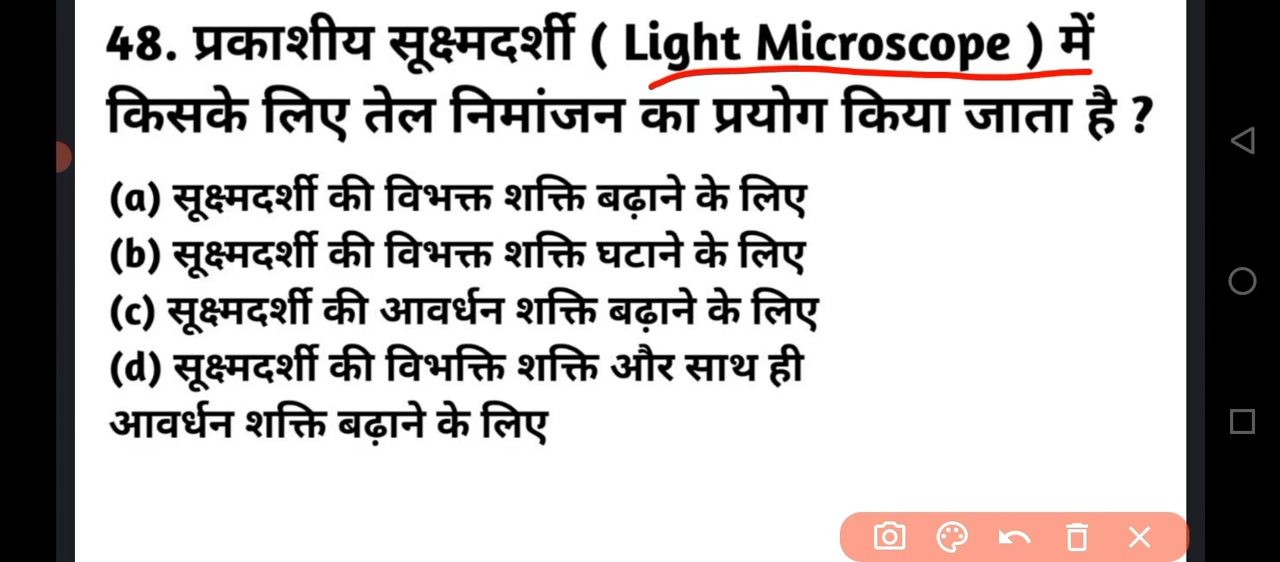 48. प्रकाशीय सूक्ष्मदर्शी ( Light Microscope ) में
किसके लिए तेल निमांजन का प्रयोग किया जाता है ?
(a) सूक्ष्मदर्शी की विभक्त शक्ति बढ़ाने के लिए
(b) सूक्ष्मदर्शी की विभक्त शक्ति घटाने के लिए
(c) सूक्ष्मदर्शी की आवर्धन शक्ति बढ़ाने के लिए
(d) सूक्ष्मदर्शी की विभक्ति शक्ति और साथ ही
आवर्धन शक्ति बढ़ाने के लिए